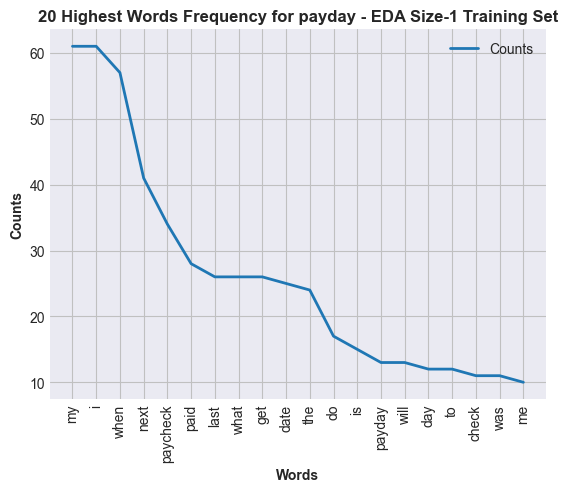 20 Highest Words Frequency for payday - EDA Size-1 Training Set
Counts
60
50
40
30
20
10
Counts
my
i
when
next
paycheck
paid
last
what
get
date
the
do
is
payday
will
day
to
check
was
me
Words